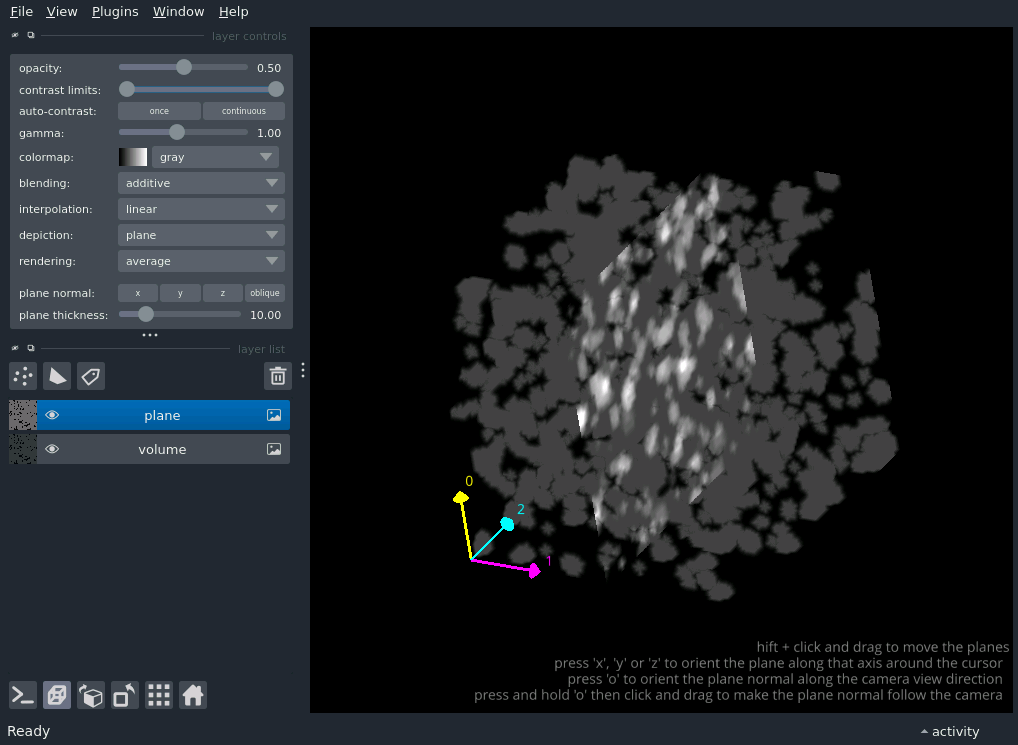 File View Plugins Window Help
layer controls
opacity: 0.50
contrast limits:
auto-contrast: once continuous
gamma: 1.00
colormap: gray
blending: additive
interpolation: linear
depiction: plane
rendering: average
plane normal: x y z oblique
plane thickness: 10.00
layer list
plane
volume
0
2
1
hift + click and drag to move the planes
press 'x', 'y' or 'z' to orient the plane along that axis around the cursor
press 'o' to orient the plane normal along the camera view direction
press and hold 'o' then click and drag to make the plane normal follow the camera
Ready activity